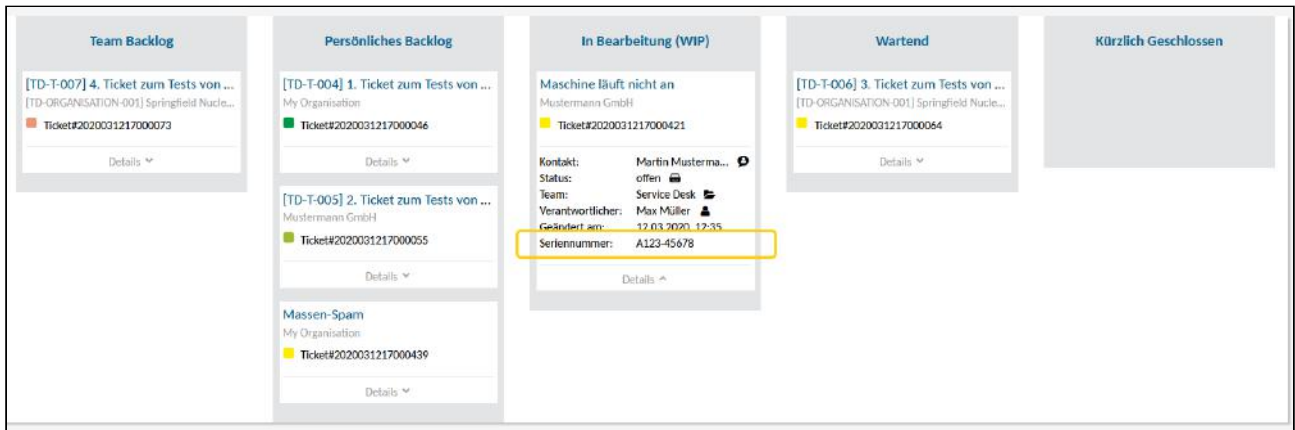 Team Backlog
[TD-T-007] 4. Ticket zum Tests von ...
[TD-ORGANISATION-001] Springfield Nucle...
Ticket#2020031217000073
Details
Persönliches Backlog
[TD-T-004] 1. Ticket zum Tests von ...
My Organisation
Ticket#2020031217000046
Details
[TD-T-005] 2. Ticket zum Tests von ...
Mustermann GmbH
Ticket#2020031217000055
Details
Massen-Spam
My Organisation
Ticket#2020031217000439
Details
In Bearbeitung (WIP)
Maschine läuft nicht an
Mustermann GmbH
Ticket#2020031217000421
Kontakt: Martin Musterma...
Status: offen
Team: Service Desk
Verantwortlicher: Max Müller
Geändert am: 12.03.2020, 12:35
Seriennummer: A123-45678
Details
Wartend
[TD-T-006] 3. Ticket zum Tests von ...
[TD-ORGANISATION-001] Springfield Nucle...
Ticket#2020031217000064
Details
Kürzlich Geschlossen